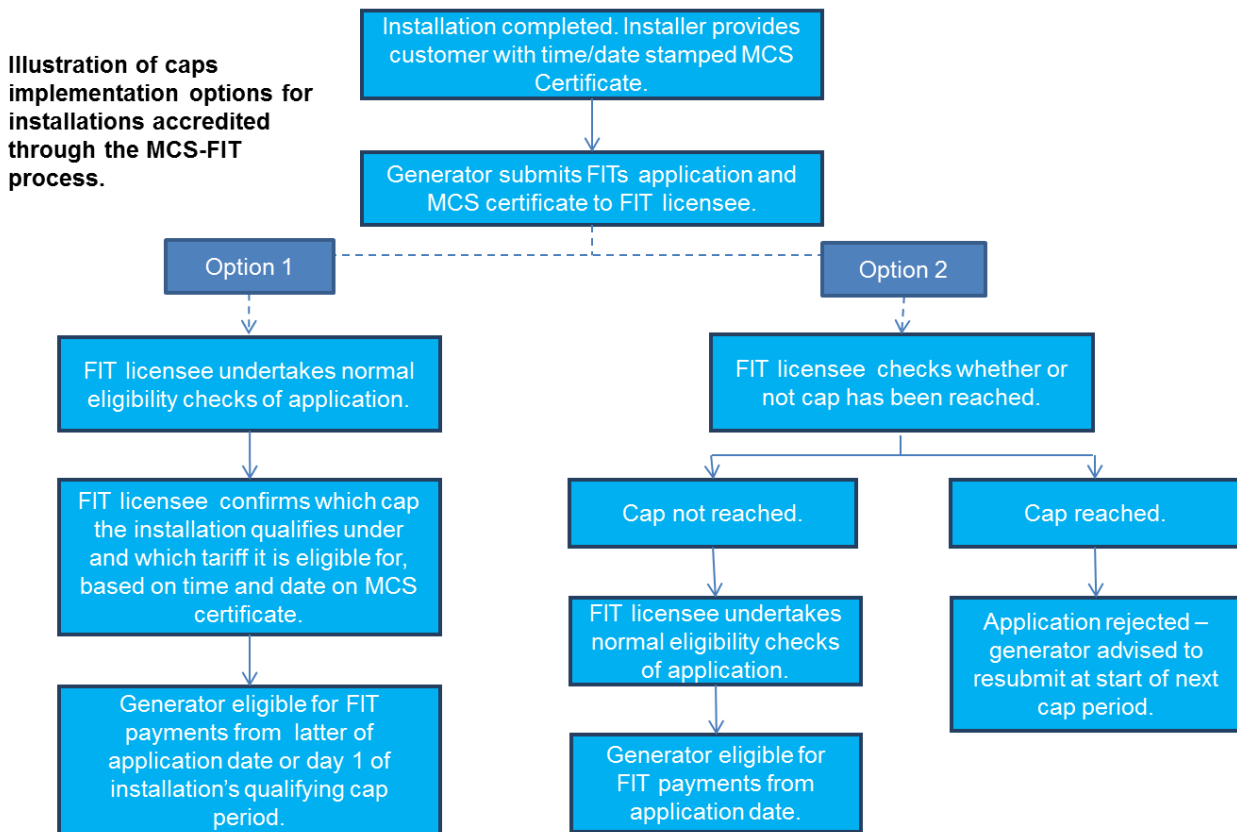 Illustration of caps
implementation options for
installations accredited
through the MCS-FIT
process.
Installation completed. Installer provides
customer with time/date stamped MCS
Certificate.
Generator submits FITs application and
MCS certificate to FIT licensee.
Option 1
Option 2
FIT licensee undertakes normal
eligibility checks of application.
FIT licensee confirms which cap
the installation qualifies under
and which tariff it is eligible for,
based on time and date on MCS
certificate.
Generator eligible for FIT
payments from latter of
application date or day 1 of
installation’s qualifying cap
period.
FIT licensee checks whether or
not cap has been reached.
Cap not reached.
FIT licensee undertakes
normal eligibility checks
of application.
Generator eligible for
FIT payments from
application date.
Cap reached.
Application rejected –
generator advised to
resubmit at start of next
cap period.